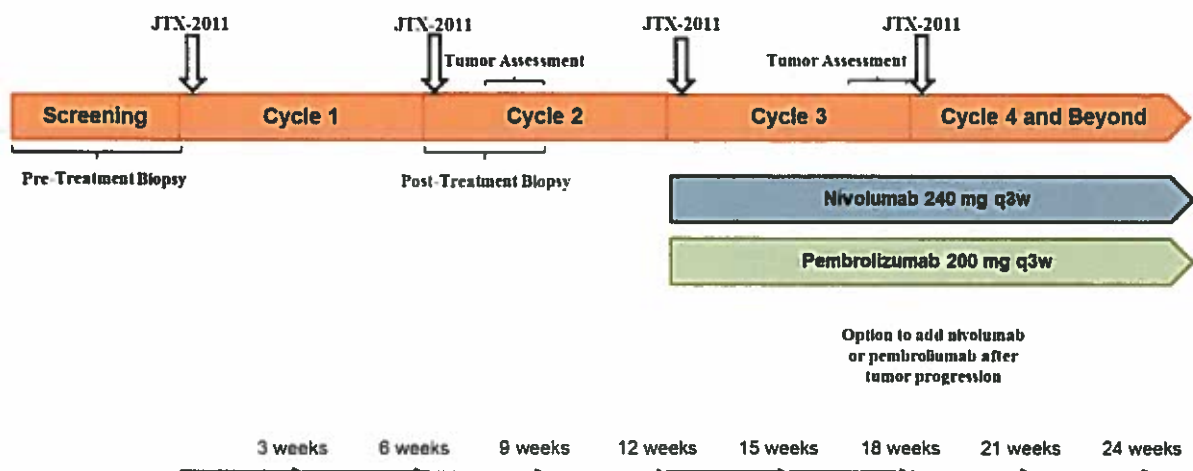 JTX-2011 JTX-2011 JTX-2011 JTX-2011
Tumor Assessment Tumor Assessment
Screening Cycle 1 Cycle 2 Cycle 3 Cycle 4 and Beyond
Pre-Treatment Biopsy Post-Treatment Biopsy
Nivolumab 240 mg q3w
Pembrolizumab 200 mg q3w
Option to add nivolumab
or pembroliumab after
tumor progression
3 weeks 6 weeks 9 weeks 12 weeks 15 weeks 18 weeks 21 weeks 24 weeks